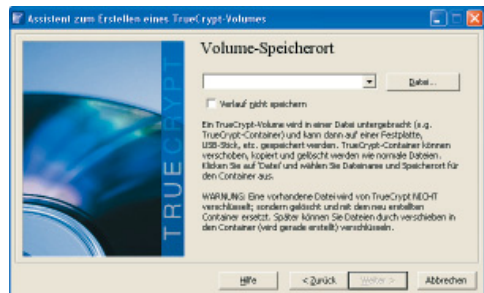 Assistent zum Erstellen eines TrueCrypt-Volumes
TRUECRYPT
Volume-Speicherort
Datei...
Verlauf nicht speichern
Ein TrueCrypt-Volume wird in einer Datei untergebracht (s.g.
TrueCrypt-Container) und kann dann auf einer Festplatte,
USB-Stick, etc. gespeichert werden. TrueCrypt-Container können
verschoben, kopiert und gelöscht werden wie normale Dateien.
Klicken Sie auf 'Datei' und wählen Sie Dateiname und Speicherort für
den Container aus.
WARNUNG: Eine vorhandene Datei wird von TrueCrypt NICHT
verschlüsselt; sondern gelöscht und mit dem neu erstellten
Container ersetzt. Später können Sie Dateien durch verschieben in
den Container (wird gerade erstellt) verschlüsseln.
Hilfe
< Zurück
Weiter >
Abbrechen